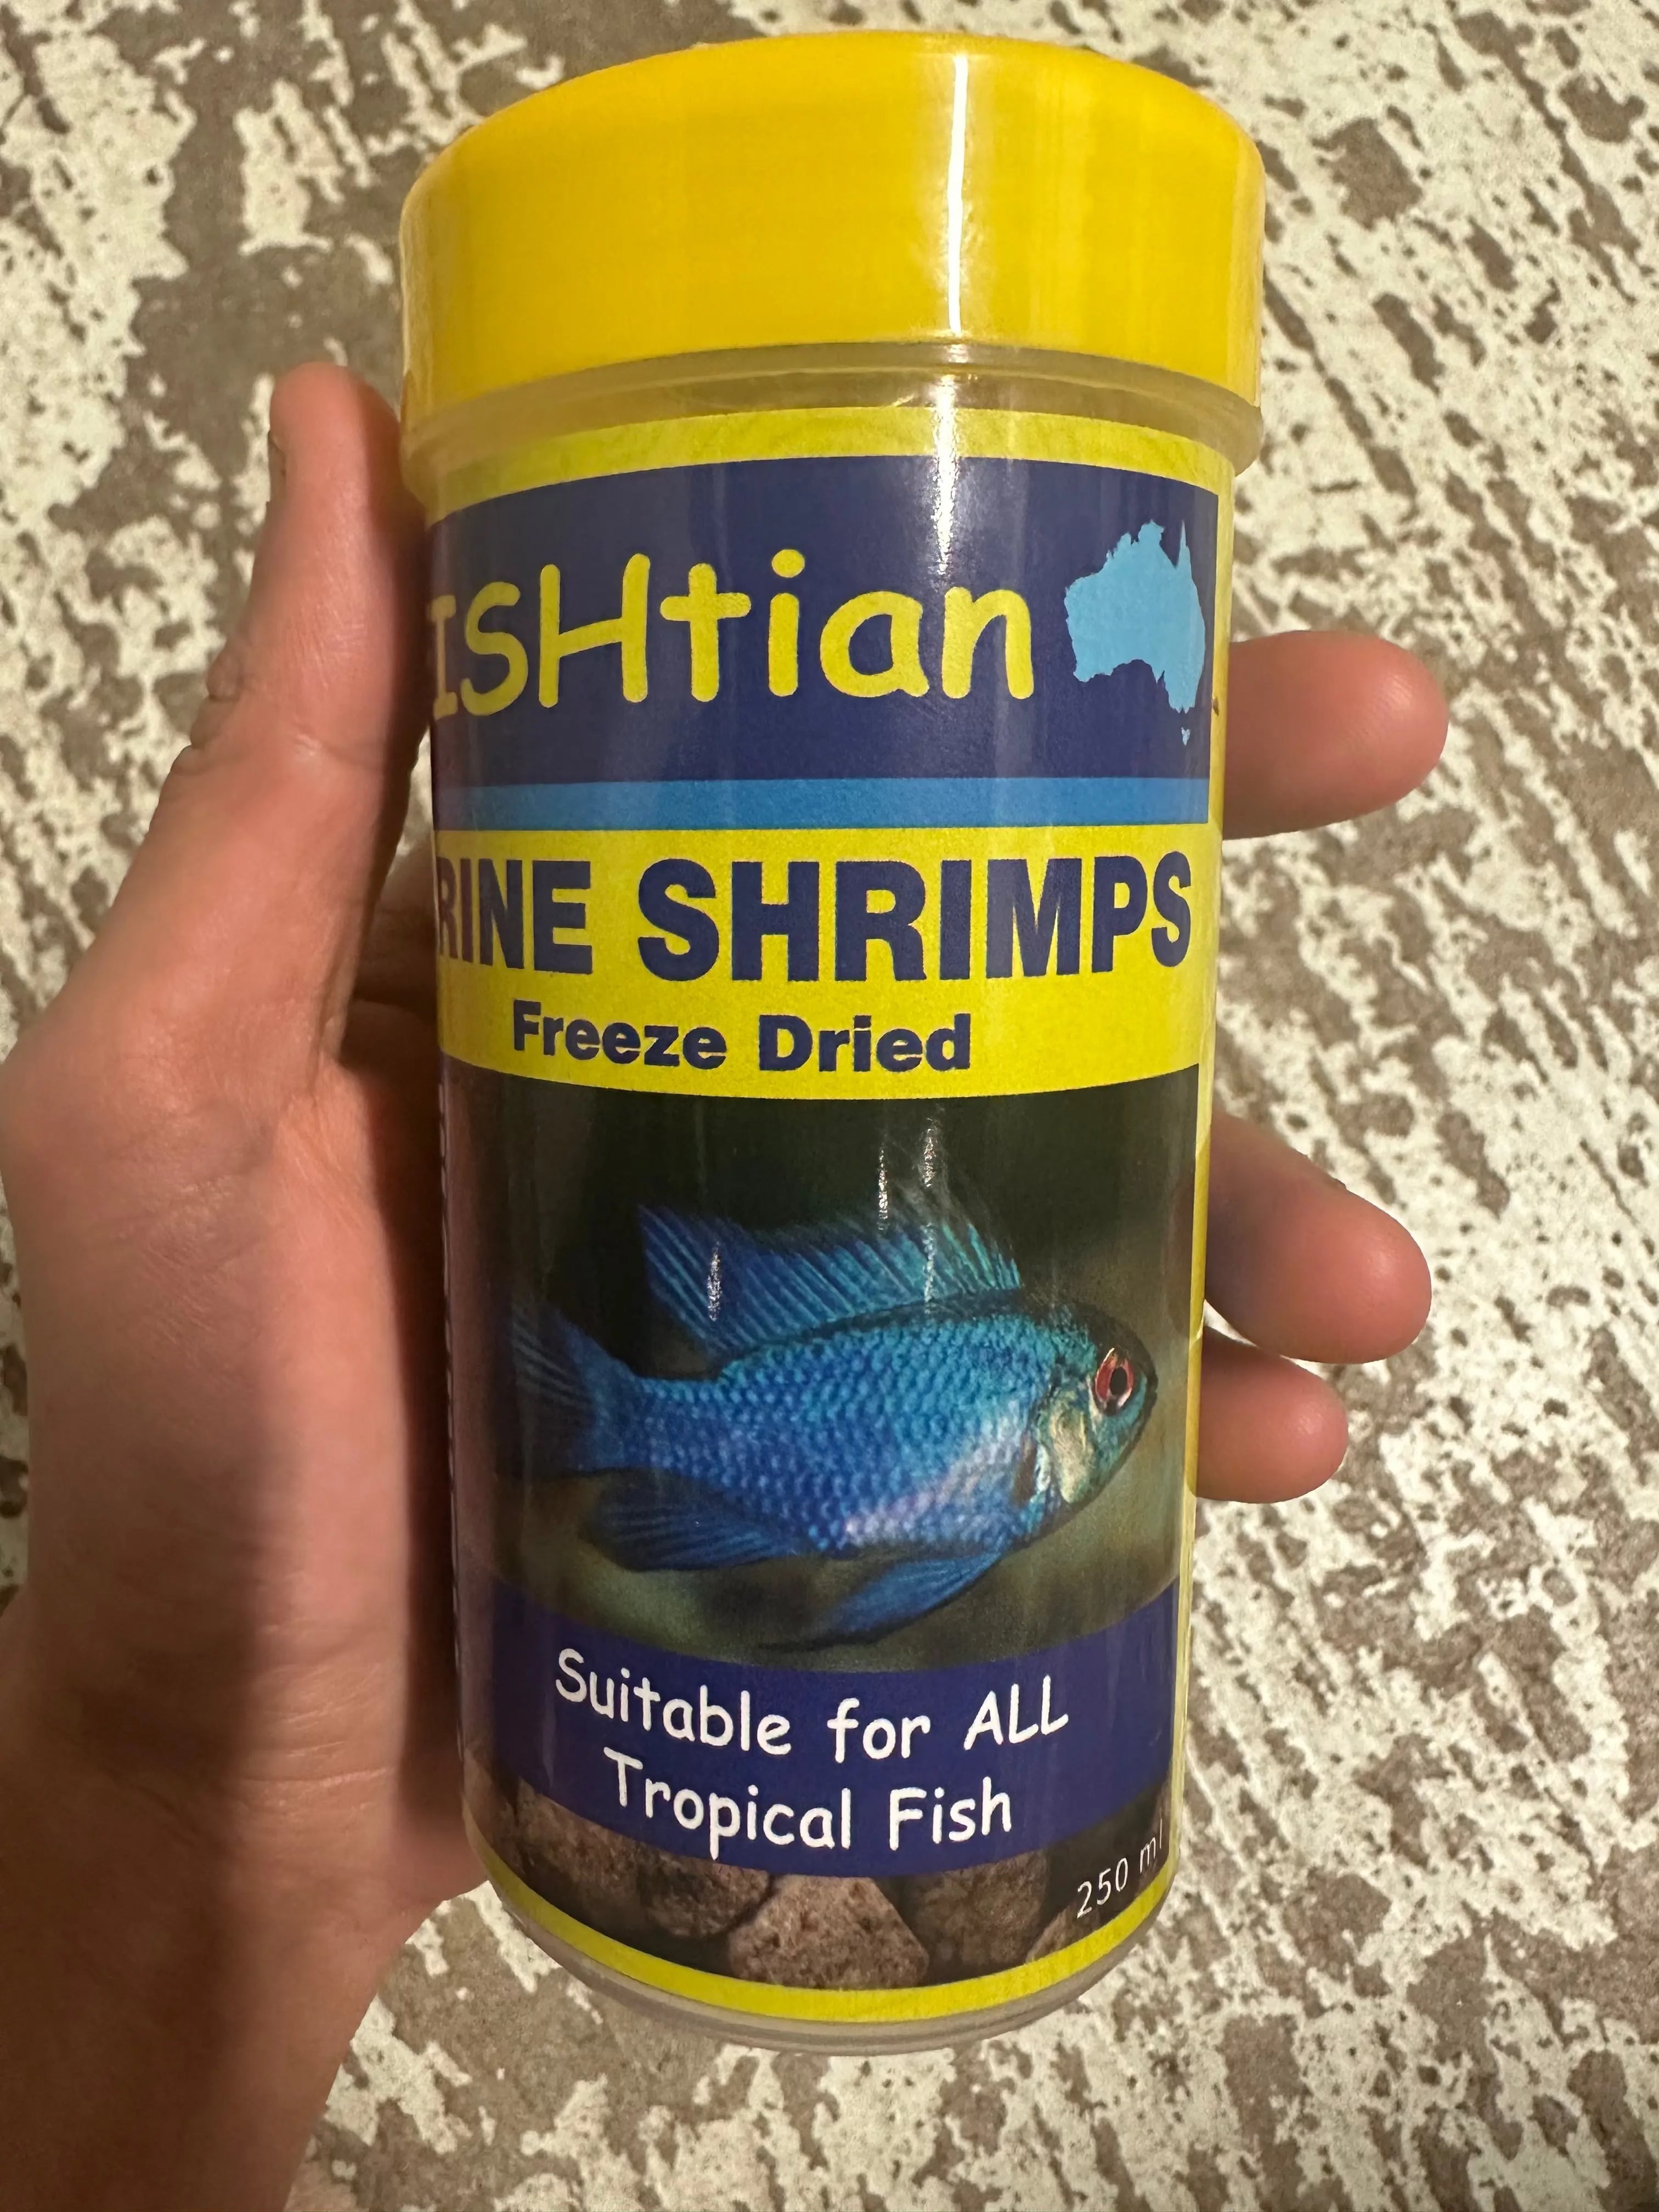 ISHtian
RINE SHRIMPS
Freeze Dried
Suitable for ALL
Tropical Fish
250 ml